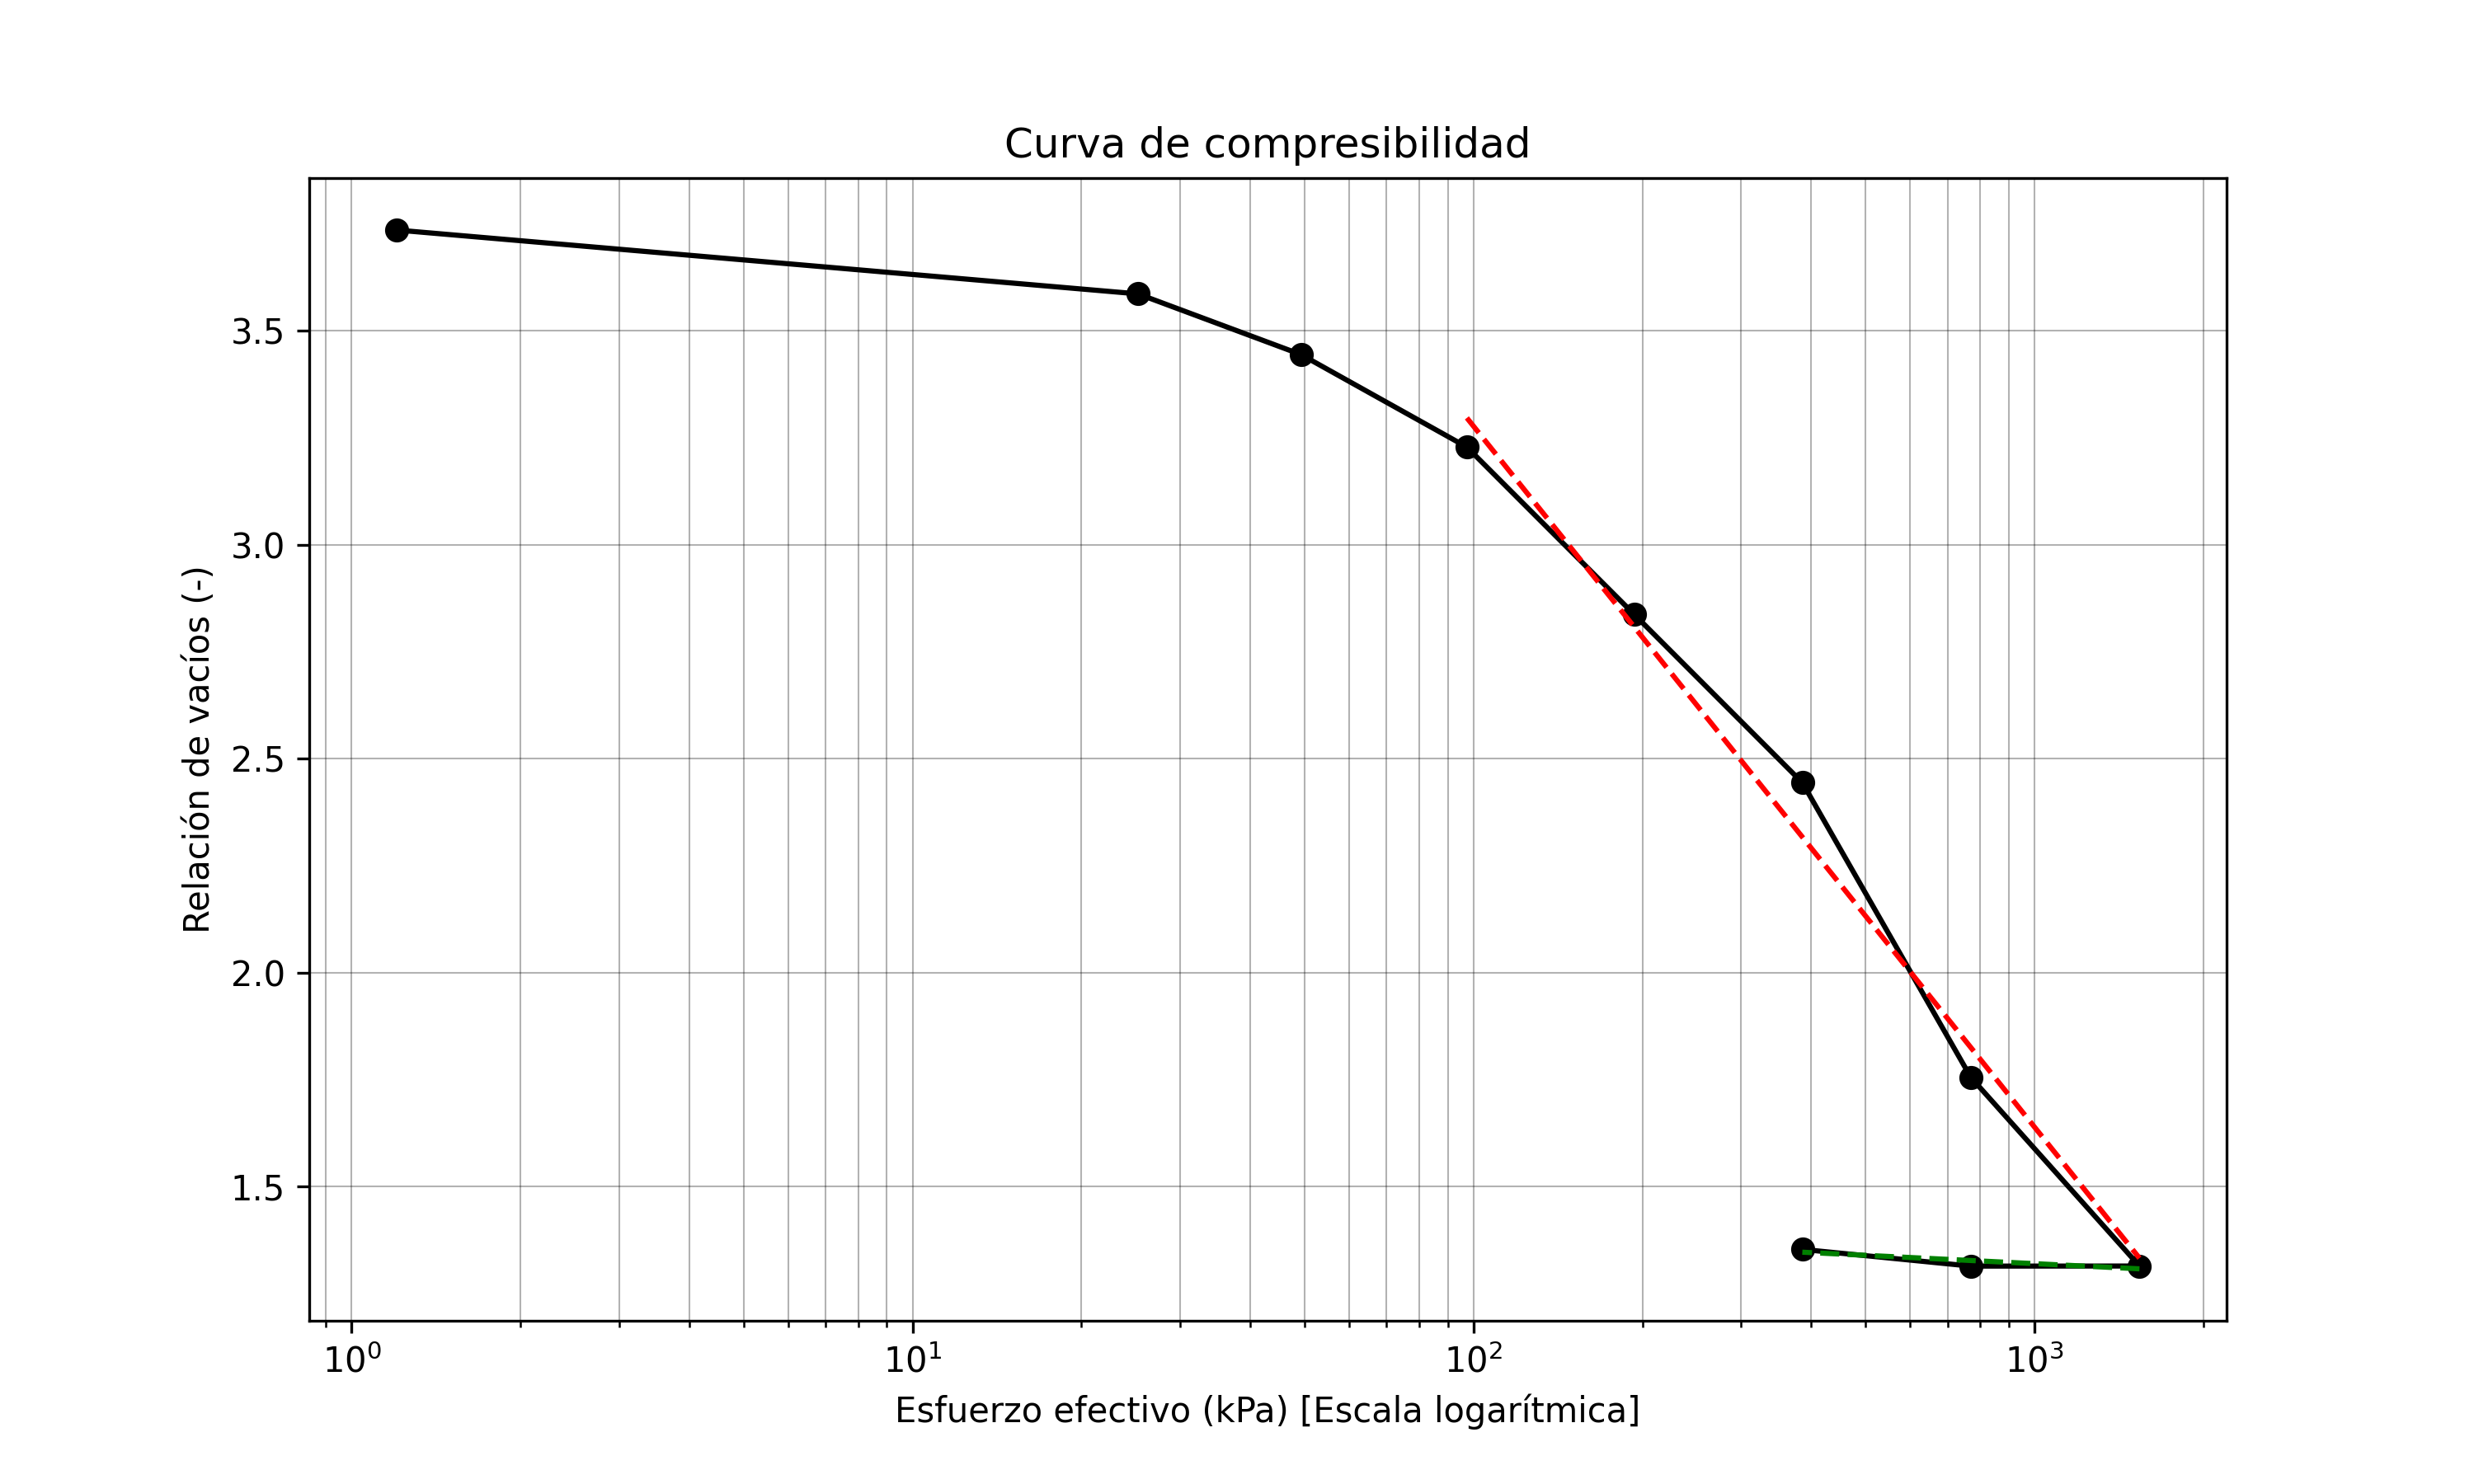 Curva de compresibilidad
Relación de vacíos (-)
3.5
3.0
2.5
2.0
1.5
10⁰ 10¹ 10² 10³
Esfuerzo efectivo (kPa) [Escala logarítmica]